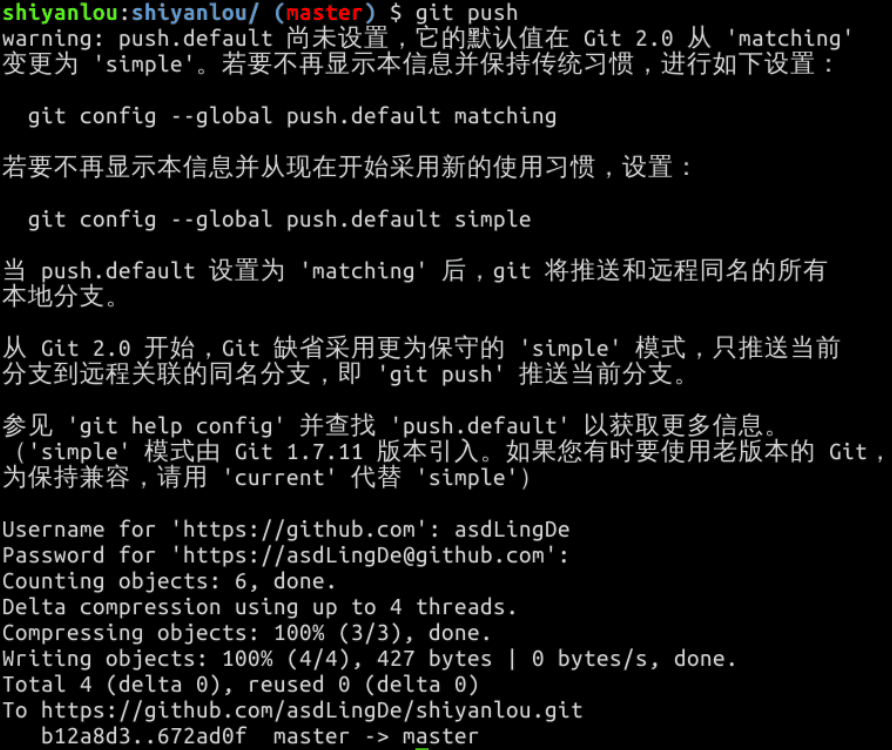 shiyanlou:shiyanlou/ (master) $ git push
warning: push.default 尚未设置，它的默认值在 Git 2.0 从 'matching'
变更为 'simple'。若要不再显示本信息并保持传统习惯，进行如下设置：
git config --global push.default matching
若要不再显示本信息并从现在开始采用新的使用习惯，设置：
git config --global push.default simple
当 push.default 设置为 'matching' 后，git 将推送和远程同名的所有
本地分支。
从 Git 2.0 开始，Git 缺省采用更为保守的 'simple' 模式，只推送当前
分支到远程关联的同名分支，即 'git push' 推送当前分支。
参见 'git help config' 并查找 'push.default' 以获取更多信息。
（'simple' 模式由 Git 1.7.11 版本引入。如果您有时要使用老版本的 Git，
为保持兼容，请用 'current' 代替 'simple'）
Username for 'https://github.com': asdLingDe
Password for 'https://asdLingDe@github.com':
Counting objects: 6, done.
Delta compression using up to 4 threads.
Compressing objects: 100% (3/3), done.
Writing objects: 100% (4/4), 427 bytes | 0 bytes/s, done.
Total 4 (delta 0), reused 0 (delta 0)
To https://github.com/asdLingDe/shiyanlou.git
b12a8d3..672ad0f  master -> master